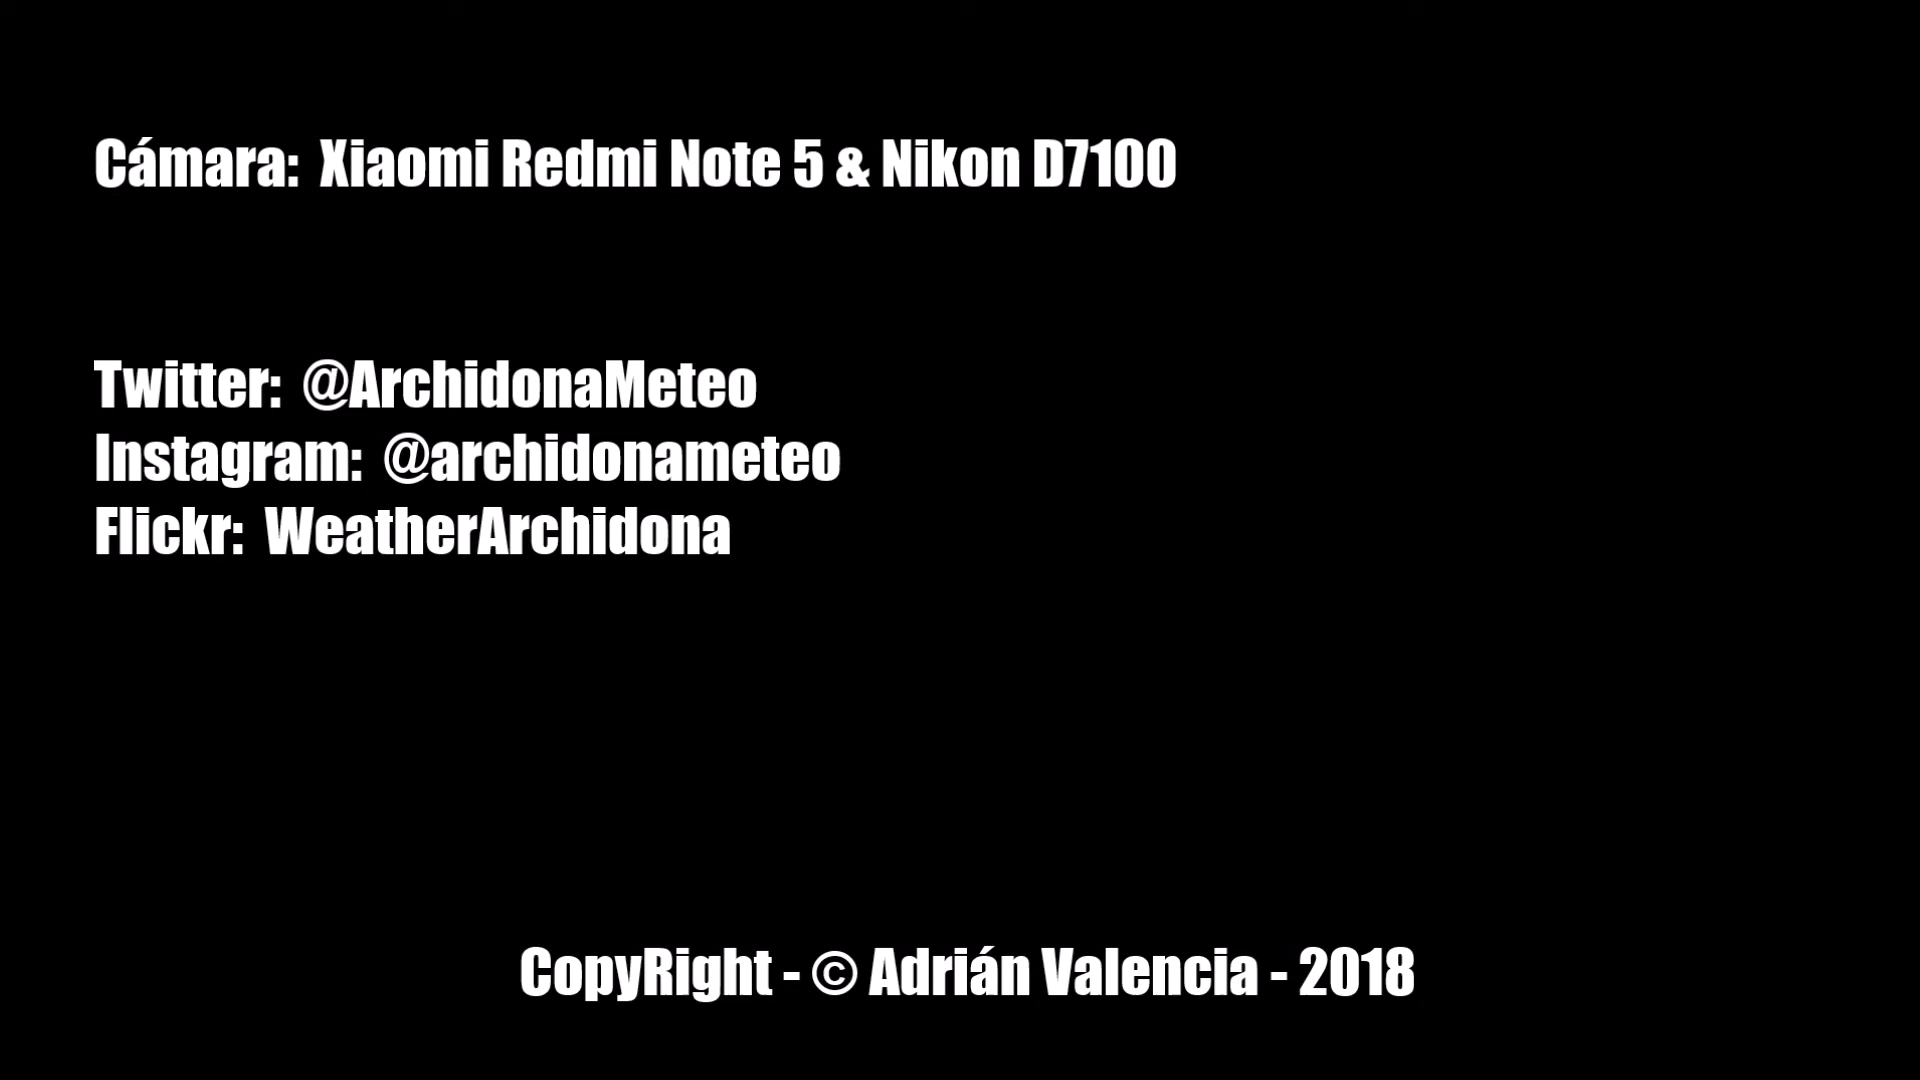 Cámara: Xiaomi Redmi Note 5 & Nikon D7100
Twitter: @ArchidonaMeteo
Instagram: @archidonameteo
Flickr: WeatherArchidona
CopyRight - © Adrián Valencia - 2018